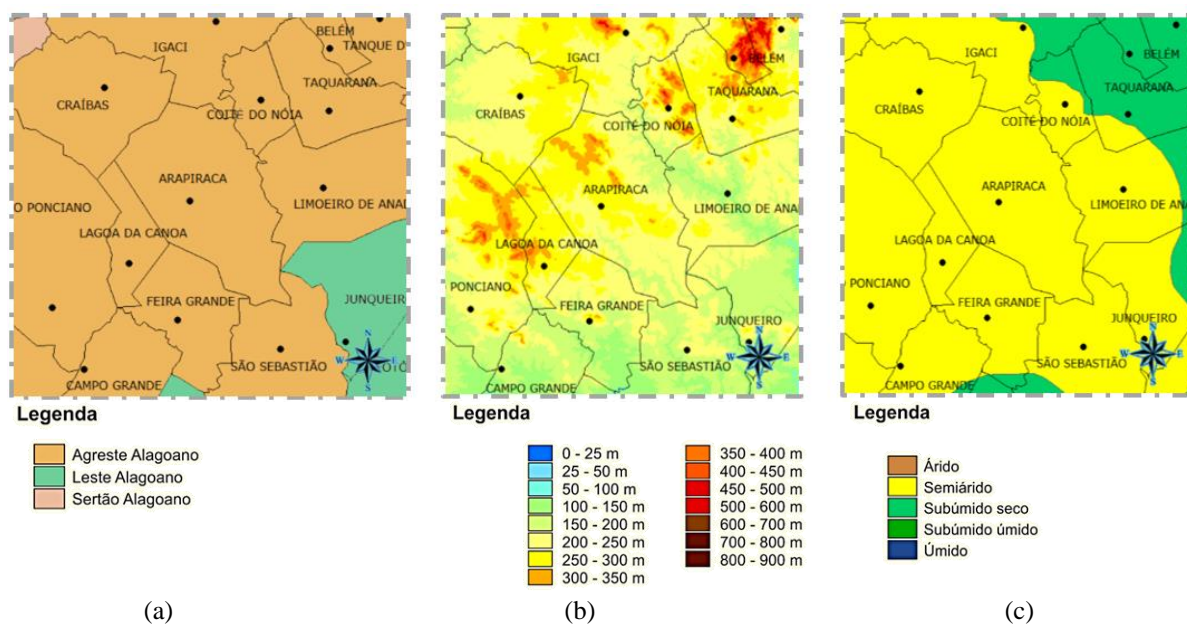 IGACI
BELÉM
TANQUE D
TAQUARANA
CRAÍBAS
COITÉ DO NÓIA
ARAPIRACA
O PONCIANO
LIMOEIRO DE ANA
LAGOA DA CANOA
FEIRA GRANDE
JUNQUEIR
SÃO SEBASTIÃO
CAMPO GRANDE
N
W E
S
Legenda
Agreste Alagoano
Leste Alagoano
Sertão Alagoano
(a)
IGACI
BELÉM
TAQUARANA
CRAÍBAS
COITÉ DO NÓIA
ARAPIRACA
LIMOEIRO DE ANA
LAGOA DA CANOA
PONCIANO
FEIRA GRANDE
JUNQUEIRO
SÃO SEBASTIÃO
CAMPO GRANDE
N
W E
S
Legenda
0 - 25 m
25 - 50 m
50 - 100 m
100 - 150 m
150 - 200 m
200 - 250 m
250 - 300 m
300 - 350 m
350 - 400 m
400 - 450 m
450 - 500 m
500 - 600 m
600 - 700 m
700 - 800 m
800 - 900 m
(b)
IGACI
BELÉM
TAQUARANA
CRAÍBAS
COITÉ DO NÓIA
ARAPIRACA
LIMOEIRO DE ANA
LAGOA DA CANOA
PONCIANO
FEIRA GRANDE
JUNQUEIRO
SÃO SEBASTIÃO
CAMPO GRANDE
N
W E
S
Legenda
Árido
Semiárido
Subúmido seco
Subúmido úmido
Úmido
(c)